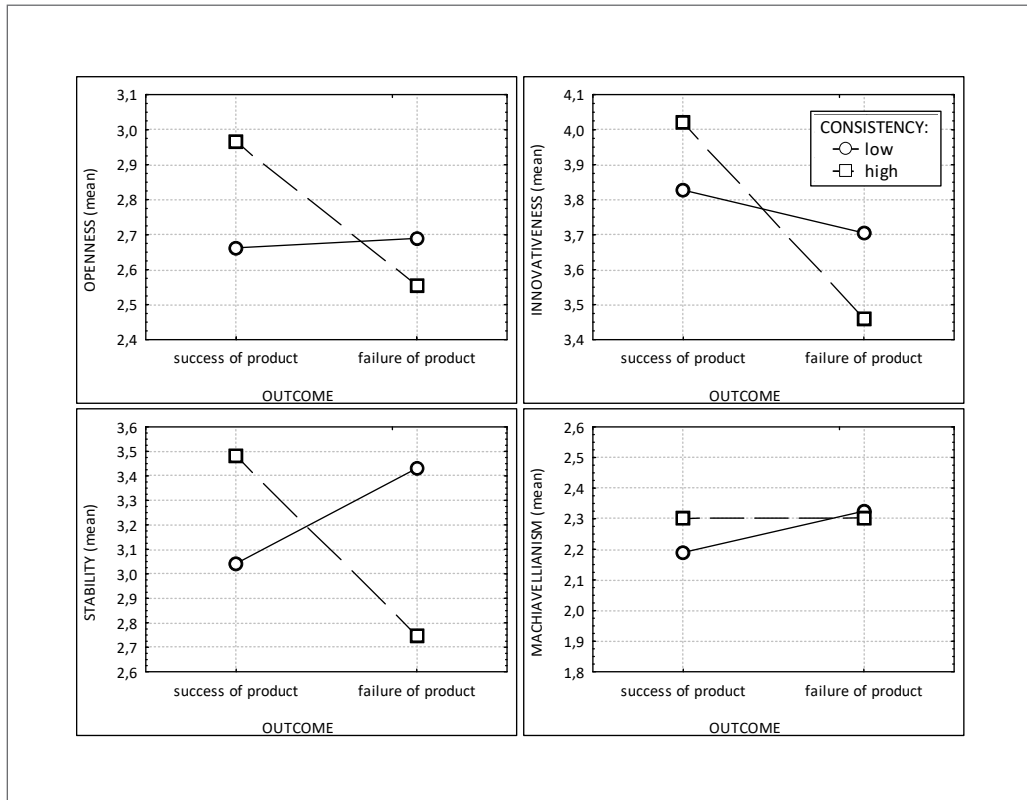 OPENNESS (mean)
3,1
3,0
2,9
2,8
2,7
2,6
2,5
2,4
success of product
failure of product
OUTCOME
INNOVATIVENESS (mean)
4,1
4,0
3,9
3,8
3,7
3,6
3,5
3,4
CONSISTENCY:
low
high
success of product
failure of product
OUTCOME
STABILITY (mean)
3,6
3,5
3,4
3,3
3,2
3,1
3,0
2,9
2,8
2,7
2,6
success of product
failure of product
OUTCOME
MACHIAVELLIANISM (mean)
2,6
2,5
2,4
2,3
2,2
2,1
2,0
1,9
1,8
success of product
failure of product
OUTCOME